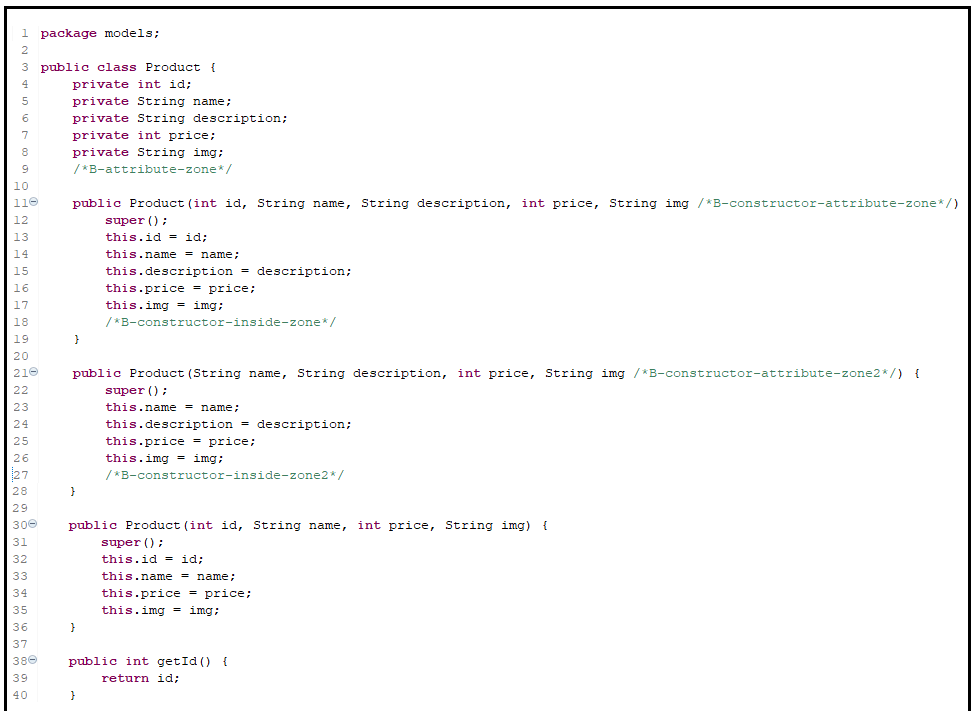 1 package models;
2
3 public class Product {
4     private int id;
5     private String name;
6     private String description;
7     private int price;
8     private String img;
9     /*B-attribute-zone*/
10
11     public Product(int id, String name, String description, int price, String img /*B-constructor-attribute-zone*/)
12         super();
13         this.id = id;
14         this.name = name;
15         this.description = description;
16         this.price = price;
17         this.img = img;
18         /*B-constructor-inside-zone*/
19     }
20
21     public Product(String name, String description, int price, String img /*B-constructor-attribute-zone2*/) {
22         super();
23         this.name = name;
24         this.description = description;
25         this.price = price;
26         this.img = img;
27         /*B-constructor-inside-zone2*/
28     }
29
30     public Product(int id, String name, int price, String img) {
31         super();
32         this.id = id;
33         this.name = name;
34         this.price = price;
35         this.img = img;
36     }
37
38     public int getId() {
39         return id;
40     }